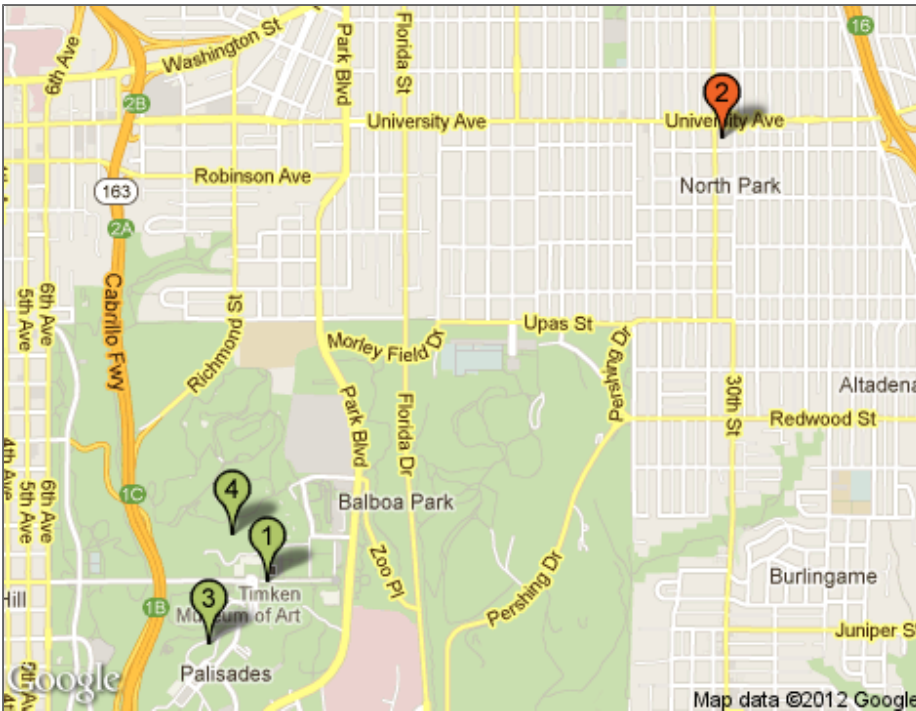 6th Ave
Washington St
Park Blvd
Florida St
16
2B
2
University Ave
University Ave
Robinson Ave
North Park
163
2A
Cabrillo Fwy
6th Ave
5th Ave
Richmond St
Upas St
Morley Field Dr
Pershing Dr
Altadena
30th St
Redwood St
Park Blvd
Florida Dr
4th Ave
5th Ave
6th Ave
1C
4
Balboa Park
1
Zoo Pl
Pershing Dr
Burlingame
Hill
1B
3
Timken
Museum of Art
Juniper S
Palisades
5th Av
4t
Google
Map data ©2012 Google